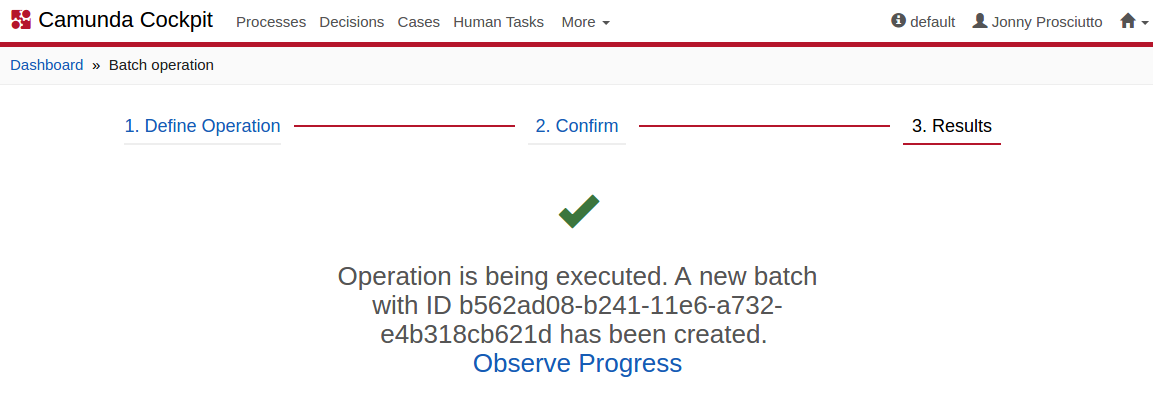 Camunda Cockpit Processes Decisions Cases Human Tasks More default Jonny Prosciutto
Dashboard » Batch operation
1. Define Operation 2. Confirm 3. Results
Operation is being executed. A new batch
with ID b562ad08-b241-11e6-a732-
e4b318cb621d has been created.
Observe Progress